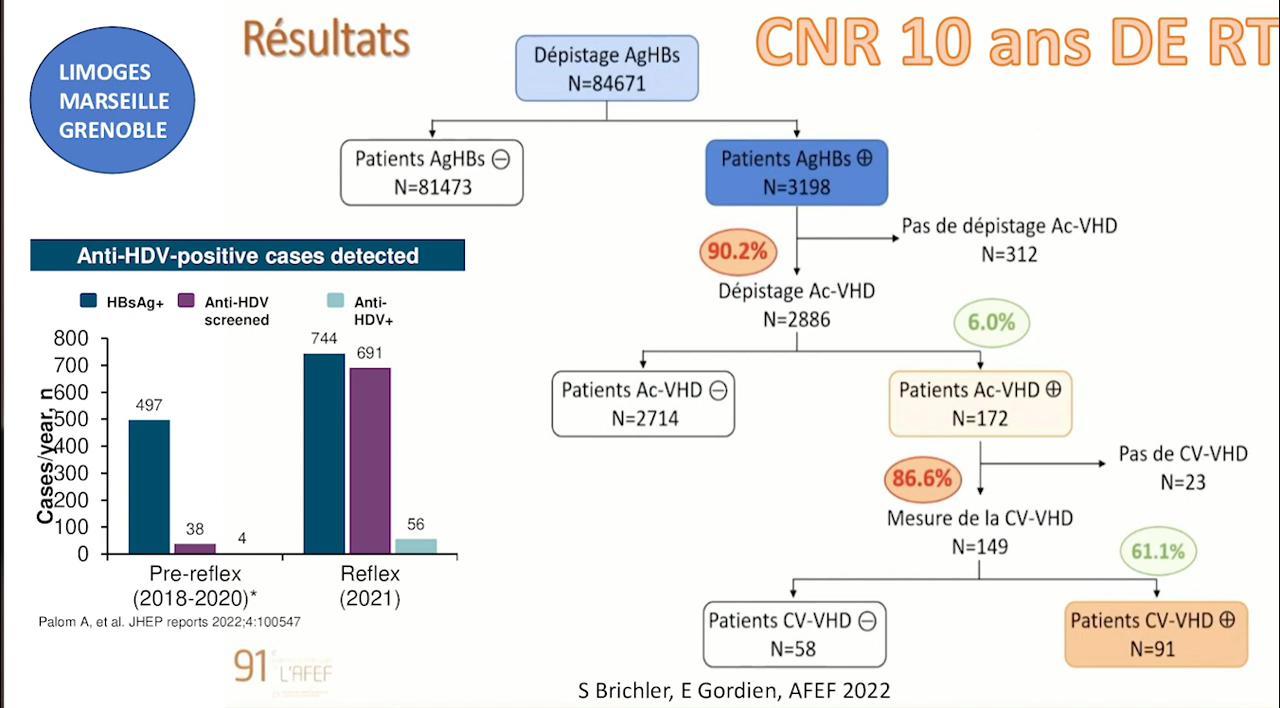 Résultats
CNR 10 ans DE RT
LIMOGES
MARSEILLE
GRENOBLE
Dépistage AgHBs
N=84671
Patients AgHBs ⊖
N=81473
Patients AgHBs ⊕
N=3198
90.2%
Pas de dépistage Ac-VHD
N=312
Dépistage Ac-VHD
N=2886
6.0%
Patients Ac-VHD ⊖
N=2714
Patients Ac-VHD ⊕
N=172
86.6%
Pas de CV-VHD
N=23
Mesure de la CV-VHD
N=149
61.1%
Patients CV-VHD ⊖
N=58
Patients CV-VHD ⊕
N=91
Anti-HDV-positive cases detected
HBsAg+
Anti-HDV
screened
Anti-
HDV+
Cases/year, n
800
700
600
500
400
300
200
100
0
497
38
4
744
691
56
Pre-reflex
(2018-2020)*
Reflex
(2021)
Palom A, et al. JHEP reports 2022;4:100547
91e
L'AFEF
S Brichler, E Gordien, AFEF 2022